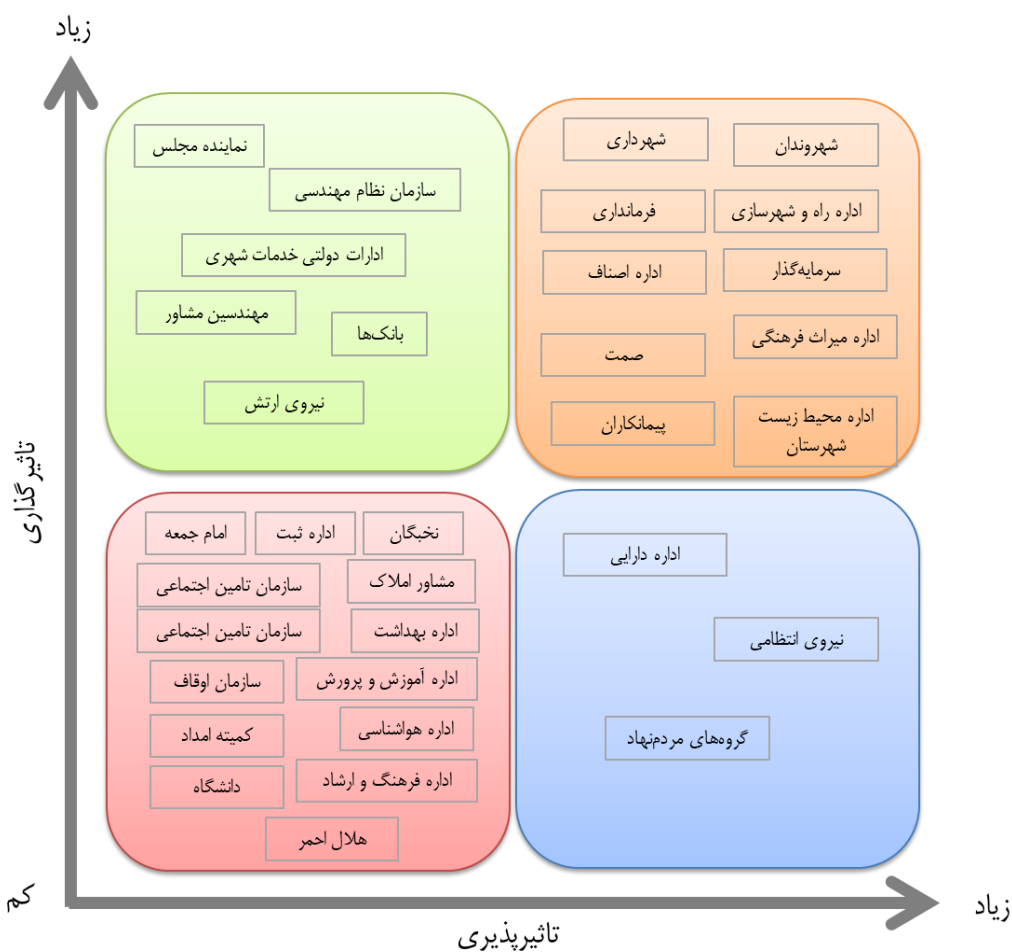 زیاد
شهروندان
شهرداری
اداره راه و شهرسازی
فرمانداری
سرمایه‌گذار
اداره اصناف
اداره میراث فرهنگی
صمت
اداره محیط زیست
شهرستان
پیمانکاران
نماینده مجلس
سازمان نظام مهندسی
ادارات دولتی خدمات شهری
مهندسین مشاور
بانک‌ها
نیروی ارتش
تاثیرگذاری
اداره دارایی
نیروی انتظامی
گروه‌های مردم‌نهاد
نخبگان
اداره ثبت
امام جمعه
مشاور املاک
سازمان تامین اجتماعی
اداره بهداشت
سازمان تامین اجتماعی
اداره آموزش و پرورش
سازمان اوقاف
اداره هواشناسی
کمیته امداد
اداره فرهنگ و ارشاد
دانشگاه
هلال احمر
زیاد
کم
تاثیرپذیری